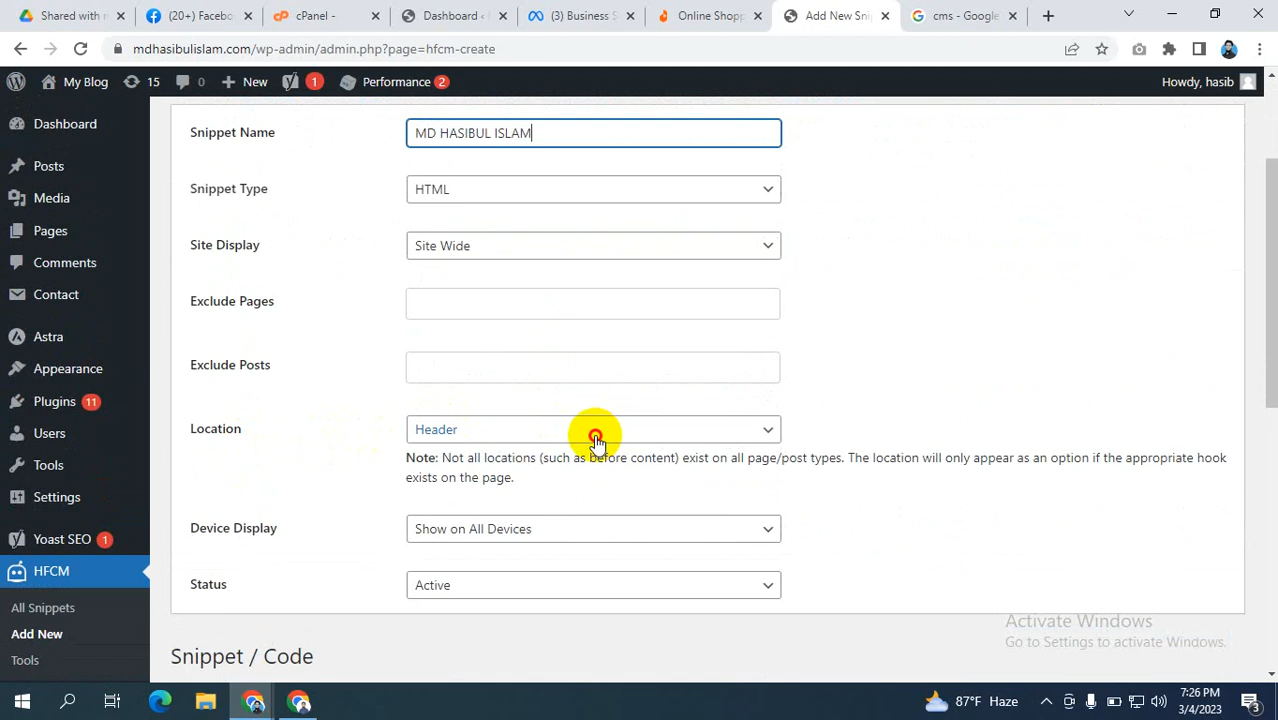 Shared with m
(20+) Faceboo
cPanel -
Dashboard ‹
(3) Business S
Online Shopp
Add New Sni
cms - Google
mdhasibulislam.com/wp-admin/admin.php?page=hfcm-create
My Blog
15
0
New
1
Performance 2
Howdy, hasib
Dashboard
Posts
Media
Pages
Comments
Contact
Astra
Appearance
Plugins 11
Users
Tools
Settings
Yoast SEO 1
HFCM
All Snippets
Add New
Tools
Snippet Name
MD HASIBUL ISLAM
Snippet Type
HTML
Site Display
Site Wide
Exclude Pages
Exclude Posts
Location
Header
Note: Not all locations (such as before content) exist on all page/post types. The location will only appear as an option if the appropriate hook
exists on the page.
Device Display
Show on All Devices
Status
Active
Snippet / Code
Activate Windows
Go to Settings to activate Windows.
87°F Haze
7:26 PM
3/4/2023
3